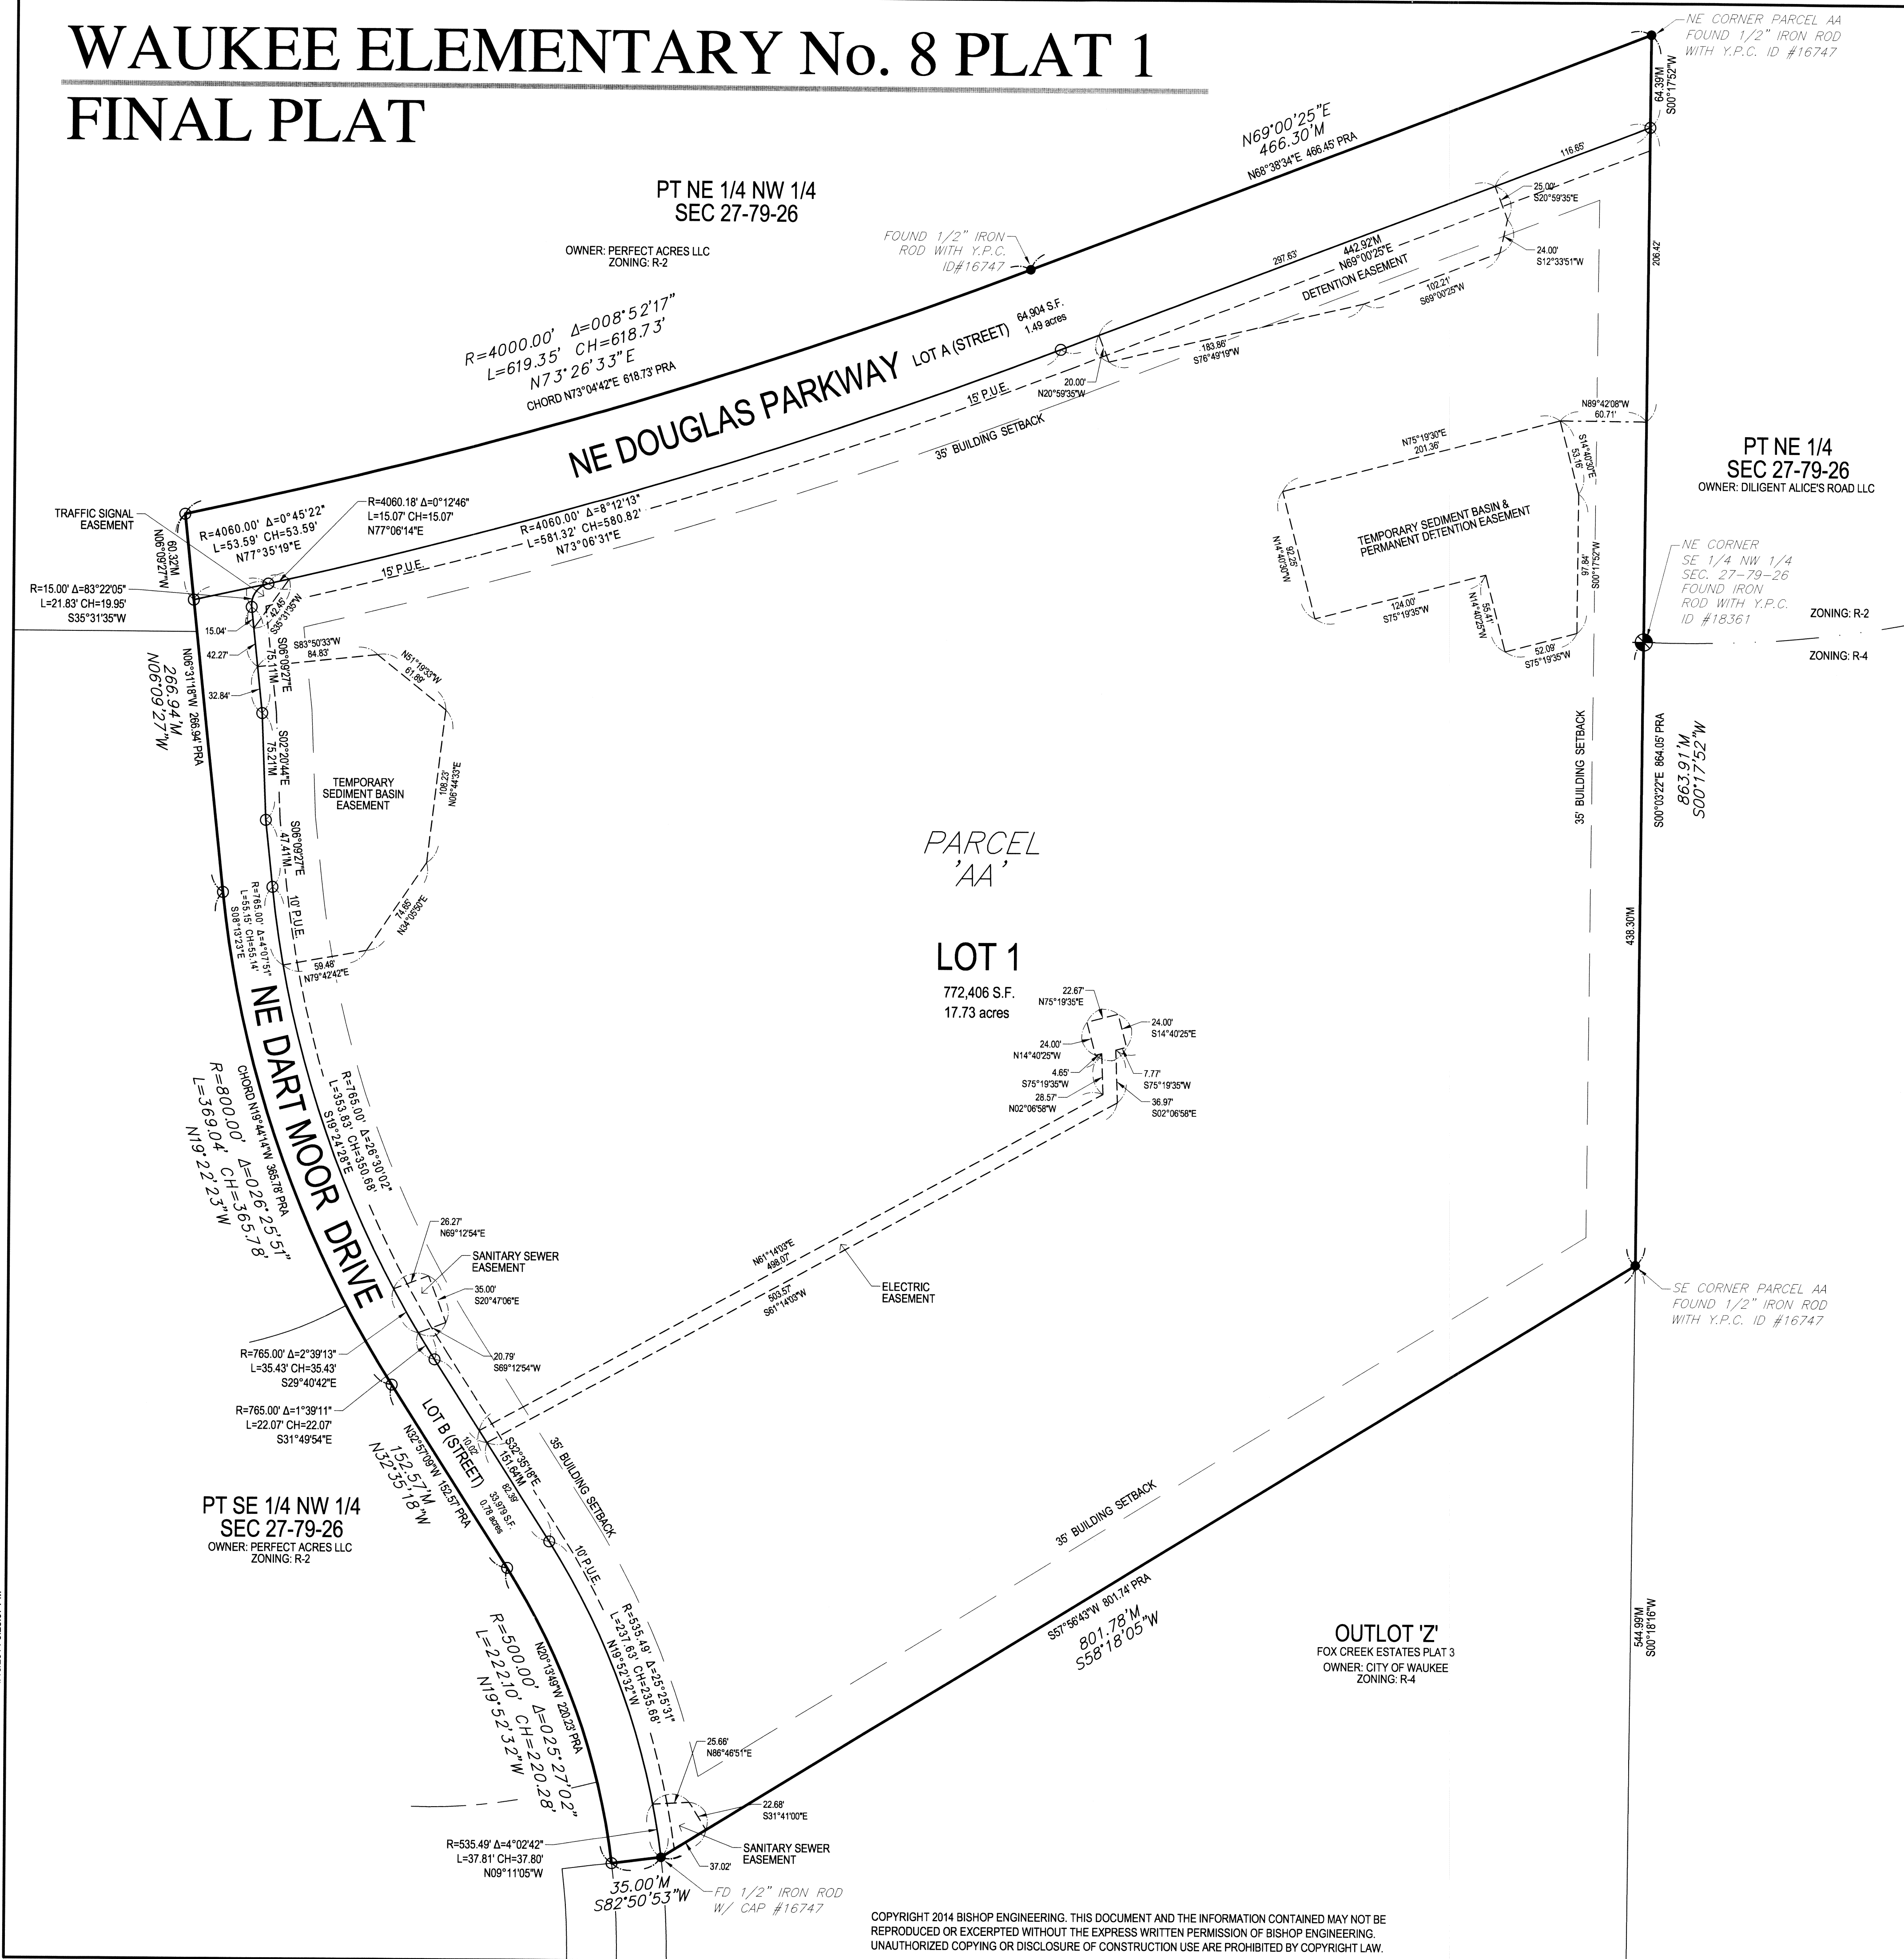 WAUKEE ELEMENTARY No. 8 PLAT 1
FINAL PLAT
NE CORNER PARCEL AA
FOUND 1/2" IRON ROD
WITH Y.P.C. ID #16747
64.39'M
S00°17'52"W
N69°00'25"E
466.30'M
N68°38'34"E 466.45' PRA
PT NE 1/4 NW 1/4
SEC 27-79-26
OWNER: PERFECT ACRES LLC
ZONING: R-2
FOUND 1/2" IRON
ROD WITH Y.P.C.
ID#16747
116.65'
25.00'
S20°59'35"E
24.00'
S12°33'51"W
206.42'
297.63'
442.92'M
N69°00'25"E
DETENTION EASEMENT
102.21'
S69°00'25"W
R=4000.00' Δ=008°52'17"
L=619.35' CH=618.73'
N73°26'33"E
CHORD N73°04'42"E 618.73' PRA
NE DOUGLAS PARKWAY
LOT A (STREET)
64,904 S.F.
1.49 acres
183.86'
S76°49'19"W
20.00'
N20°59'35"W
15' P.U.E.
35' BUILDING SETBACK
N89°42'08"W
60.71'
N75°19'30"E
201.36'
S14°40'30"E
53.16'
PT NE 1/4
SEC 27-79-26
OWNER: DILIGENT ALICE'S ROAD LLC
TRAFFIC SIGNAL
EASEMENT
R=4060.00' Δ=0°45'22"
L=53.59' CH=53.59'
N77°35'19"E
R=4060.18' Δ=0°12'46"
L=15.07' CH=15.07'
N77°06'14"E
R=4060.00' Δ=8°12'13"
L=581.32' CH=580.82'
N73°06'31"E
15' P.U.E.
60.32'M
N06°09'27"W
TEMPORARY SEDIMENT BASIN &
PERMANENT DETENTION EASEMENT
92.25'
N14°40'30"W
97.84'
S00°17'52"W
124.00'
S75°19'35"W
55.41'
N14°40'25"W
52.09'
S75°19'35"W
NE CORNER
SE 1/4 NW 1/4
SEC. 27-79-26
FOUND IRON
ROD WITH Y.P.C.
ID #18361
ZONING: R-2
ZONING: R-4
R=15.00' Δ=83°22'05"
L=21.83' CH=19.95'
S35°31'35"W
42.45'
S35°31'35"W
15.04'
42.27'
32.84'
S06°09'27"E
75.11'M
S83°50'33"W
84.83'
N51°19'33"W
61.89'
N06°31'18"W 266.94' PRA
266.94'M
N06°09'27"W
S02°20'44"E
75.21'M
TEMPORARY
SEDIMENT BASIN
EASEMENT
108.23'
N06°44'33"E
S06°09'27"E
47.41'M
74.65'
N34°05'50"E
59.48'
N79°42'42"E
10' P.U.E.
R=765.00' Δ=4°07'51"
L=55.15' CH=55.14'
S08°13'23"E
35' BUILDING SETBACK
S00°03'22"E 864.05' PRA
863.91'M
S00°17'52"W
438.30'M
PARCEL
'AA'
LOT 1
772,406 S.F.
17.73 acres
22.67'
N75°19'35"E
24.00'
S14°40'25"E
24.00'
N14°40'25"W
4.65'
S75°19'35"W
7.77'
S75°19'35"W
28.57'
N02°06'58"W
36.97'
S02°06'58"E
NE DARTMOOR DRIVE
CHORD N19°44'14"W 365.78' PRA
R=800.00' Δ=026°25'51"
L=369.04' CH=365.78'
N19°22'23"W
R=765.00' Δ=26°30'02"
L=353.83' CH=350.68'
S19°24'28"E
26.27'
N69°12'54"E
SANITARY SEWER
EASEMENT
35.00'
S20°47'06"E
20.79'
S69°12'54"W
N61°14'03"E
498.07'
503.57'
S61°14'03"W
ELECTRIC
EASEMENT
SE CORNER PARCEL AA
FOUND 1/2" IRON ROD
WITH Y.P.C. ID #16747
R=765.00' Δ=2°39'13"
L=35.43' CH=35.43'
S29°40'42"E
R=765.00' Δ=1°39'11"
L=22.07' CH=22.07'
S31°49'54"E
LOT B (STREET)
33,979 S.F.
0.78 acres
10.02'
S32°35'18"E
151.64'M
82.39'
N32°57'09"W 152.57' PRA
152.57'M
N32°35'18"W
35' BUILDING SETBACK
10' P.U.E.
PT SE 1/4 NW 1/4
SEC 27-79-26
OWNER: PERFECT ACRES LLC
ZONING: R-2
35' BUILDING SETBACK
S57°56'43"W 801.74' PRA
801.78'M
S58°18'05"W
OUTLOT 'Z'
FOX CREEK ESTATES PLAT 3
OWNER: CITY OF WAUKEE
ZONING: R-4
544.99'M
S00°18'16"W
N20°13'49"W 220.23' PRA
R=500.00' Δ=025°27'02"
L=222.10' CH=220.28'
N19°52'32"W
R=535.49' Δ=25°25'31"
L=237.63' CH=235.68'
N19°52'32"W
25.66'
N86°46'51"E
22.68'
S31°41'00"E
SANITARY SEWER
EASEMENT
37.02'
R=535.49' Δ=4°02'42"
L=37.81' CH=37.80'
N09°11'05"W
35.00'M
S82°50'53"W
FD 1/2" IRON ROD
W/ CAP #16747
COPYRIGHT 2014 BISHOP ENGINEERING. THIS DOCUMENT AND THE INFORMATION CONTAINED MAY NOT BE
REPRODUCED OR EXCERPTED WITHOUT THE EXPRESS WRITTEN PERMISSION OF BISHOP ENGINEERING.
UNAUTHORIZED COPYING OR DISCLOSURE OF CONSTRUCTION USE ARE PROHIBITED BY COPYRIGHT LAW.